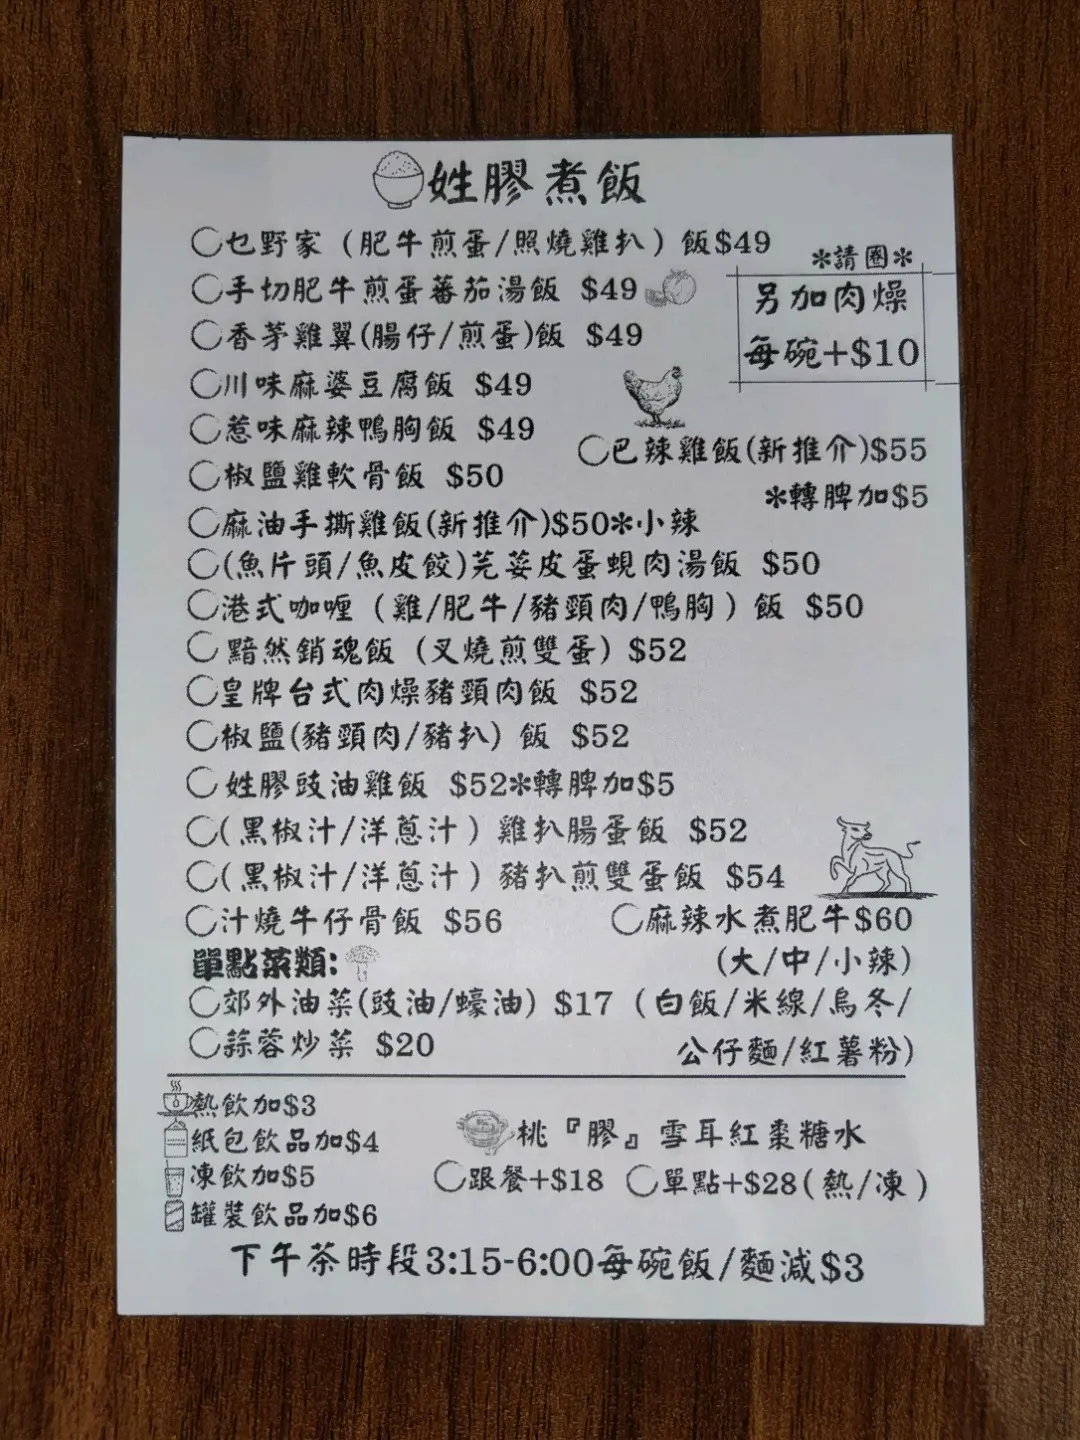 姓膠煮飯
乜野家（肥牛煎蛋/照燒雞扒）飯$49
*請圈*
手切肥牛煎蛋蕃茄湯飯 $49
另加肉燥
每碗+$10
香茅雞翼(腸仔/煎蛋)飯 $49
川味麻婆豆腐飯 $49
惹味麻辣鴨胸飯 $49
巴辣雞飯(新推介)$55
*轉脾加$5
椒鹽雞軟骨飯 $50
麻油手撕雞飯(新推介)$50*小辣
(魚片頭/魚皮餃)芫荽皮蛋蜆肉湯飯 $50
港式咖喱（雞/肥牛/豬頸肉/鴨胸）飯 $50
黯然銷魂飯（叉燒煎雙蛋）$52
皇牌台式肉燥豬頸肉飯 $52
椒鹽(豬頸肉/豬扒) 飯 $52
姓膠豉油雞飯 $52*轉脾加$5
(黑椒汁/洋蔥汁）雞扒腸蛋飯 $52
(黑椒汁/洋蔥汁）豬扒煎雙蛋飯 $54
汁燒牛仔骨飯 $56
麻辣水煮肥牛$60
(大/中/小辣)
(白飯/米線/烏冬/
公仔麵/紅薯粉)
單點菜類:
郊外油菜(豉油/蠔油) $17
蒜蓉炒菜 $20
熱飲加$3
紙包飲品加$4
凍飲加$5
罐裝飲品加$6
桃『膠』雪耳紅棗糖水
跟餐+$18 單點+$28(熱/凍)
下午茶時段3:15-6:00每碗飯/麵減$3